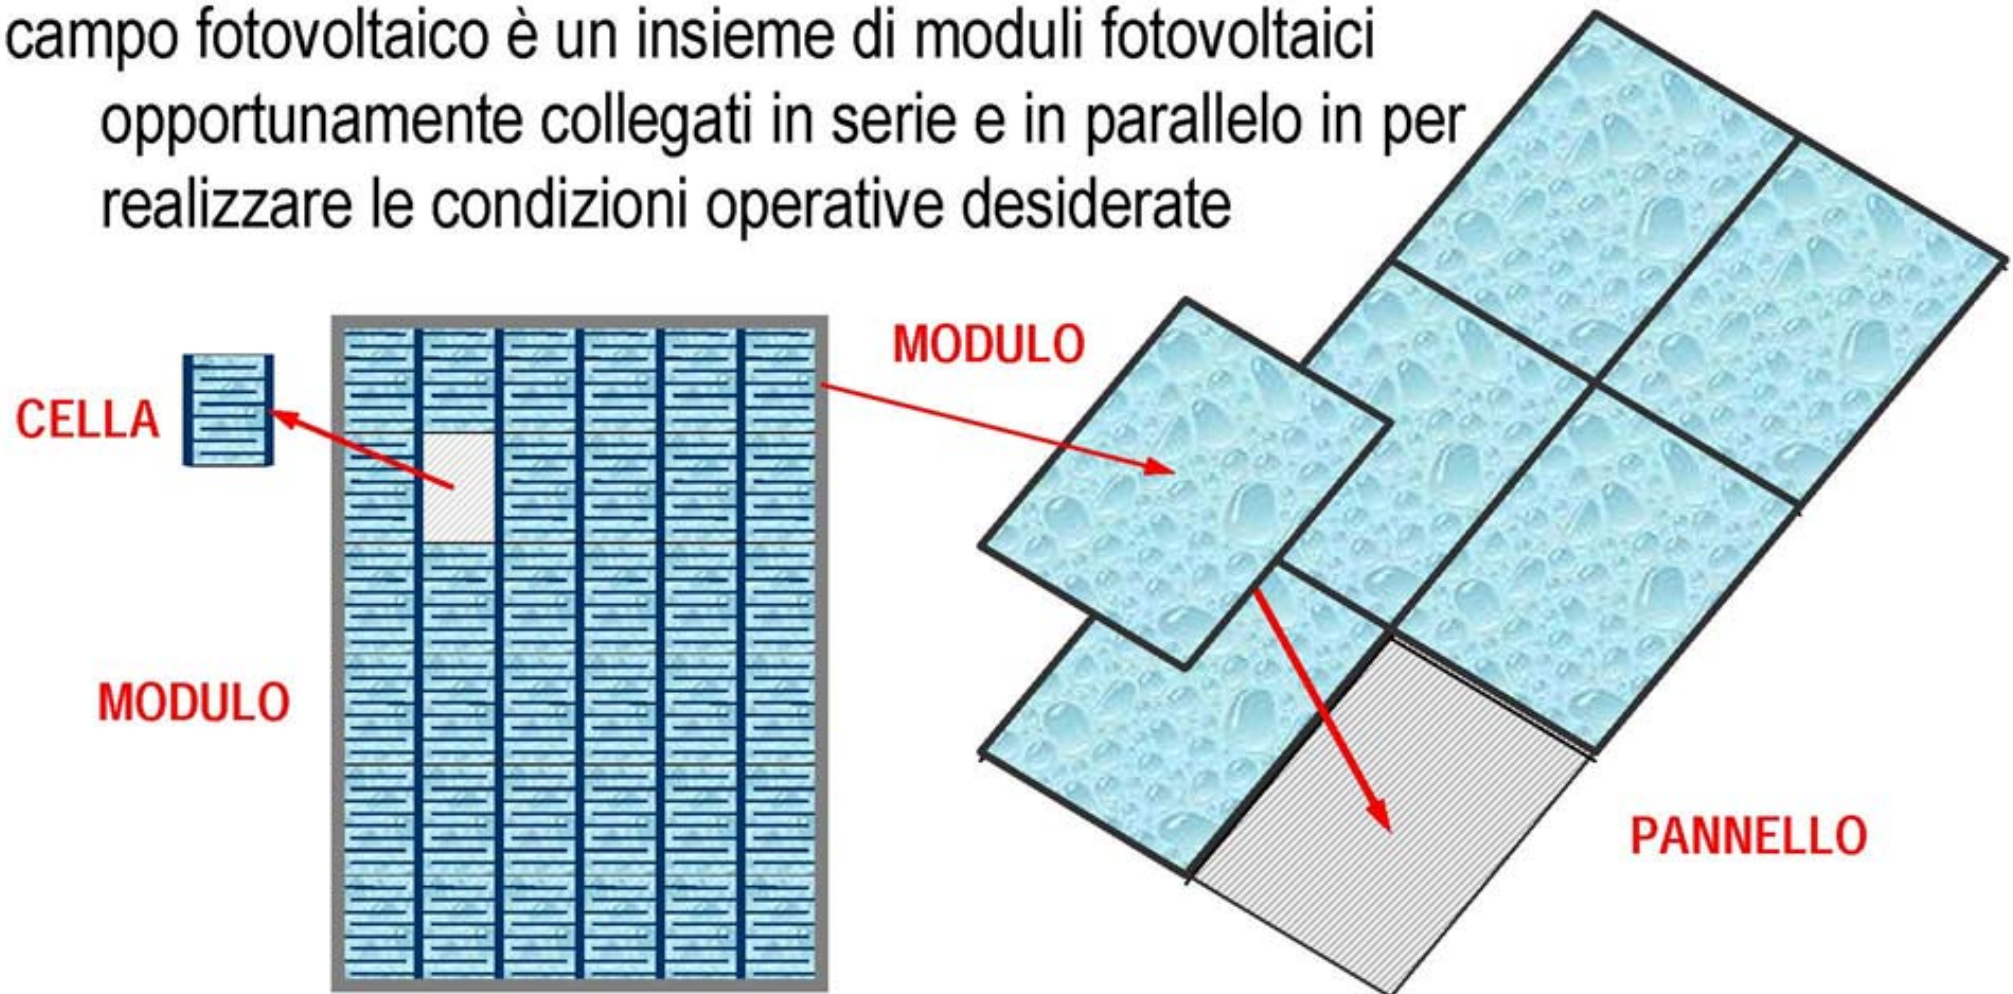 campo fotovoltaico è un insieme di moduli fotovoltaici
opportunamente collegati in serie e in parallelo in per
realizzare le condizioni operative desiderate
MODULO
CELLA
MODULO
PANNELLO